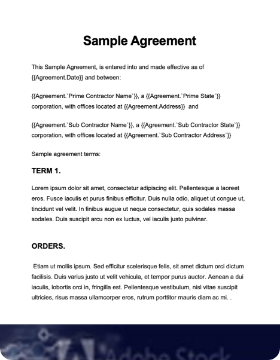 Sample Agreement
This Sample Agreement, is entered into and made effective as of
{{Agreement.Date}} and between:
{{Agreement.`Prime Contractor Name`}}, a {{Agreement.`Prime State`}}
corporation, with offices located at {{Agreement.Address}} and
{{Agreement.`Sub Contractor Name`}}, a {{Agreement.`Sub Contractor State`}}
corporation, with offices located at {{Agreement. `Sub Contractor Address`}}
Sample agreement terms:
TERM 1.
Lorem ipsum dolor sit amet, consectetur adipiscing elit. Pellentesque a laoreet
eros. Fusce iaculis et purus finibus efficitur. Duis nulla odio, aliquet ut congue ut,
tincidunt vel velit. In finibus augue ut neque consectetur, quis sodales massa
sodales. Duis suscipit arcu non ex luctus, vel iaculis justo pulvinar.
ORDERS.
Etiam ut mollis ipsum. Sed efficitur scelerisque felis, sit amet dictum orci dictum
facilisis. Duis varius justo ut velit vehicula, et tempor purus auctor. Aenean a dui
iaculis, lobortis orci in, fringilla est. Pellentesque vestibulum, nisl vitae suscipit
ultricies, risus massa ullamcorper eros, rutrum porttitor mauris diam ac mi. .
Adobe Stock